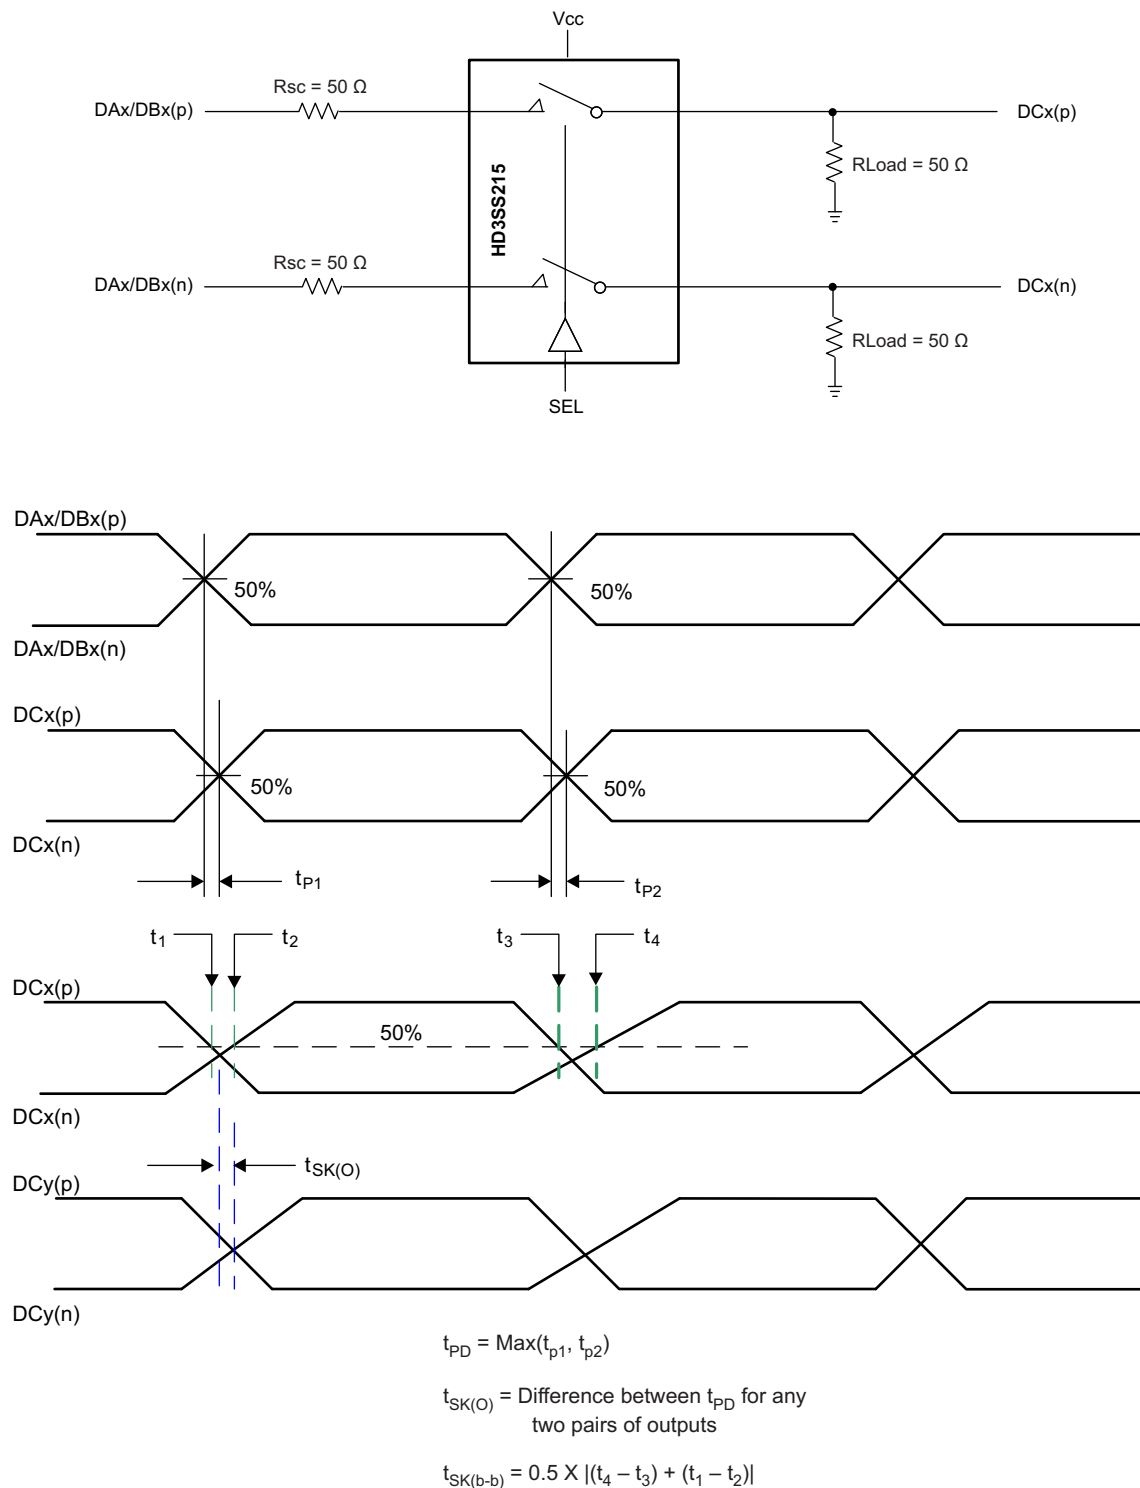 Vcc
Rsc = 50 Ω
DAx/DBx(p)
DCx(p)
RLoad = 50 Ω
HD3SS215
Rsc = 50 Ω
DAx/DBx(n)
DCx(n)
RLoad = 50 Ω
SEL
DAx/DBx(p)
50%
50%
DAx/DBx(n)
DCx(p)
50%
50%
DCx(n)
tP1
tP2
t1
t2
t3
t4
DCx(p)
50%
DCx(n)
tSK(O)
DCy(p)
DCy(n)
tPD = Max(tp1, tp2)
tSK(O) = Difference between tPD for any
two pairs of outputs
tSK(b-b) = 0.5 X |(t4 – t3) + (t1 – t2)|